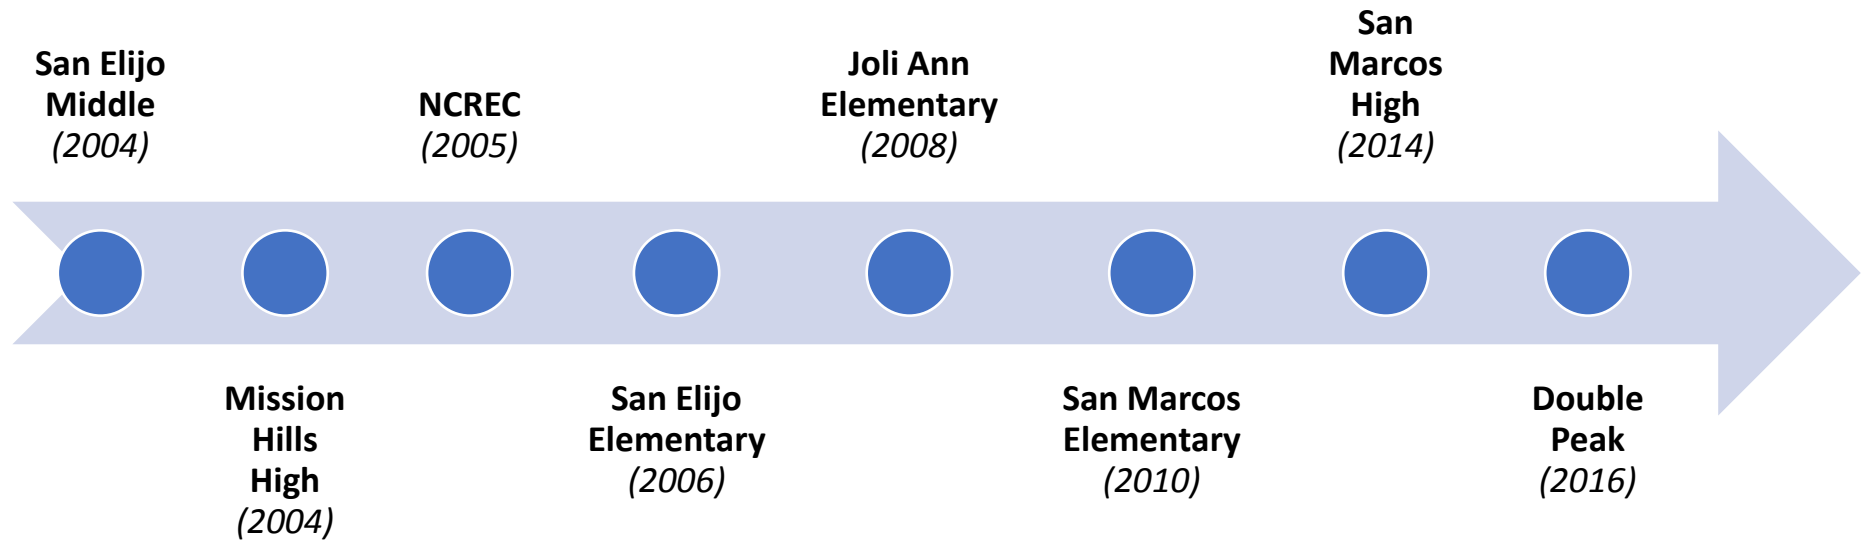 San Elijo
Middle
(2004)
Mission
Hills
High
(2004)
NCREC
(2005)
San Elijo
Elementary
(2006)
Joli Ann
Elementary
(2008)
San Marcos
Elementary
(2010)
San
Marcos
High
(2014)
Double
Peak
(2016)